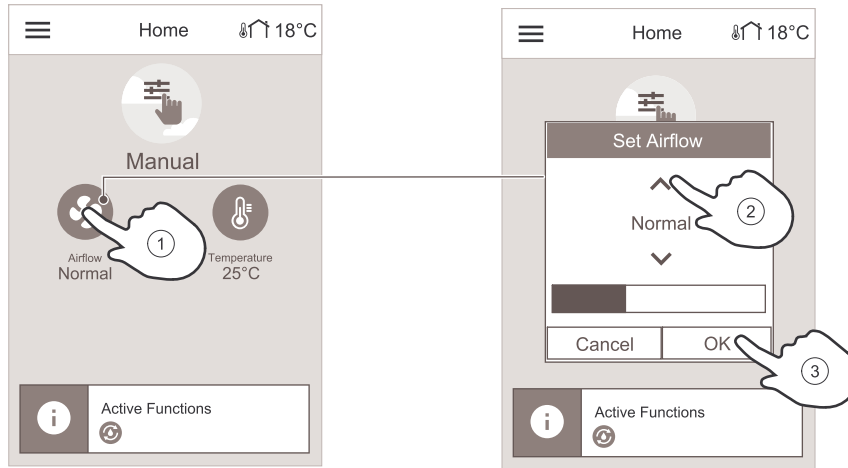 Home 18°C
Manual
Airflow
Normal
Temperature
25°C
1
i
Active Functions
Home 18°C
Set Airflow
Normal
2
Cancel OK
3
i
Active Functions